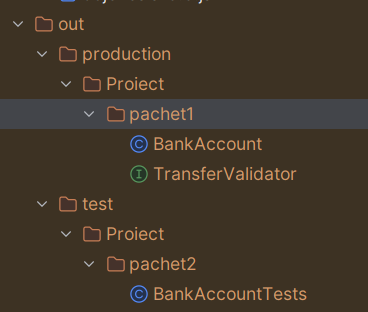 out
production
Proiect
pachet1
BankAccount
TransferValidator
test
Proiect
pachet2
BankAccountTests